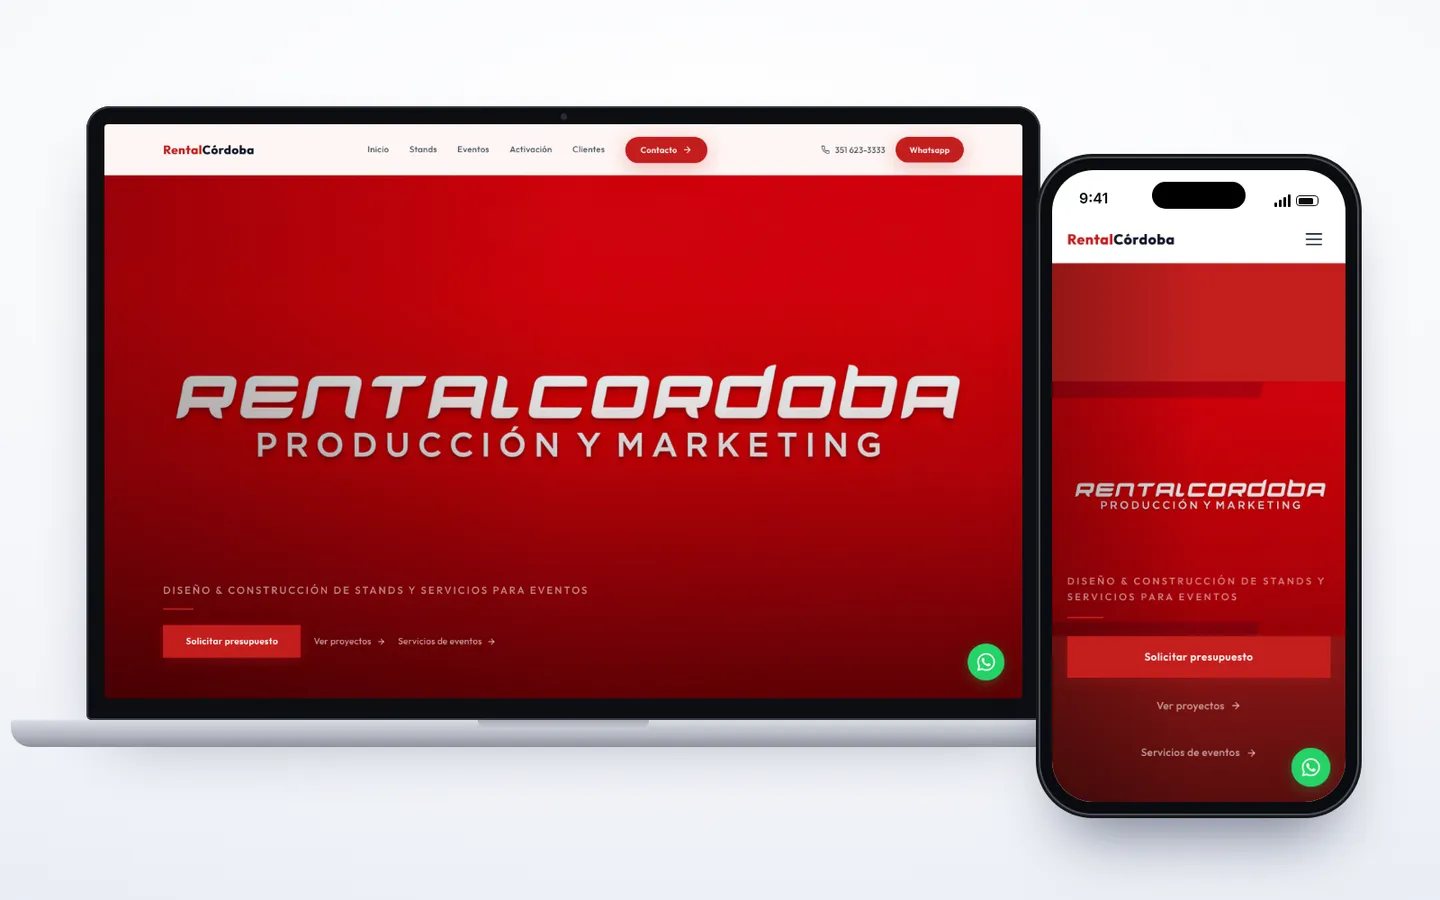 RentalCórdoba
Inicio Stands Eventos Activación Clientes Contacto → 351 623-3333 Whatsapp
RENTALCORDOBA
PRODUCCIÓN Y MARKETING
DISEÑO & CONSTRUCCIÓN DE STANDS Y SERVICIOS PARA EVENTOS
Solicitar presupuesto Ver proyectos → Servicios de eventos →
9:41
RentalCórdoba
RENTALCORDOBA
PRODUCCIÓN Y MARKETING
DISEÑO & CONSTRUCCIÓN DE STANDS Y
SERVICIOS PARA EVENTOS
Solicitar presupuesto
Ver proyectos →
Servicios de eventos →